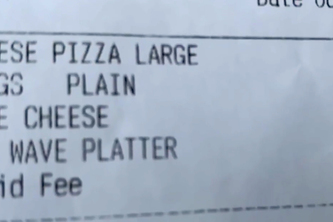 ESE PIZZA LARGE
GS PLAIN
E CHEESE
WAVE PLATTER
id Fee